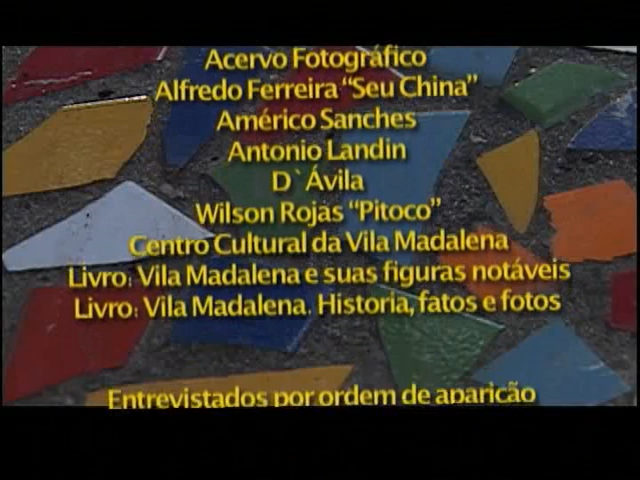 Acervo Fotográfico
Alfredo Ferreira “Seu China”
Américo Sanches
Antonio Landin
D`Ávila
Wilson Rojas “Pitoco”
Centro Cultural da Vila Madalena
Livro: Vila Madalena e suas figuras notáveis
Livro: Vila Madalena. Historia, fatos e fotos
Entrevistados por ordem de aparição